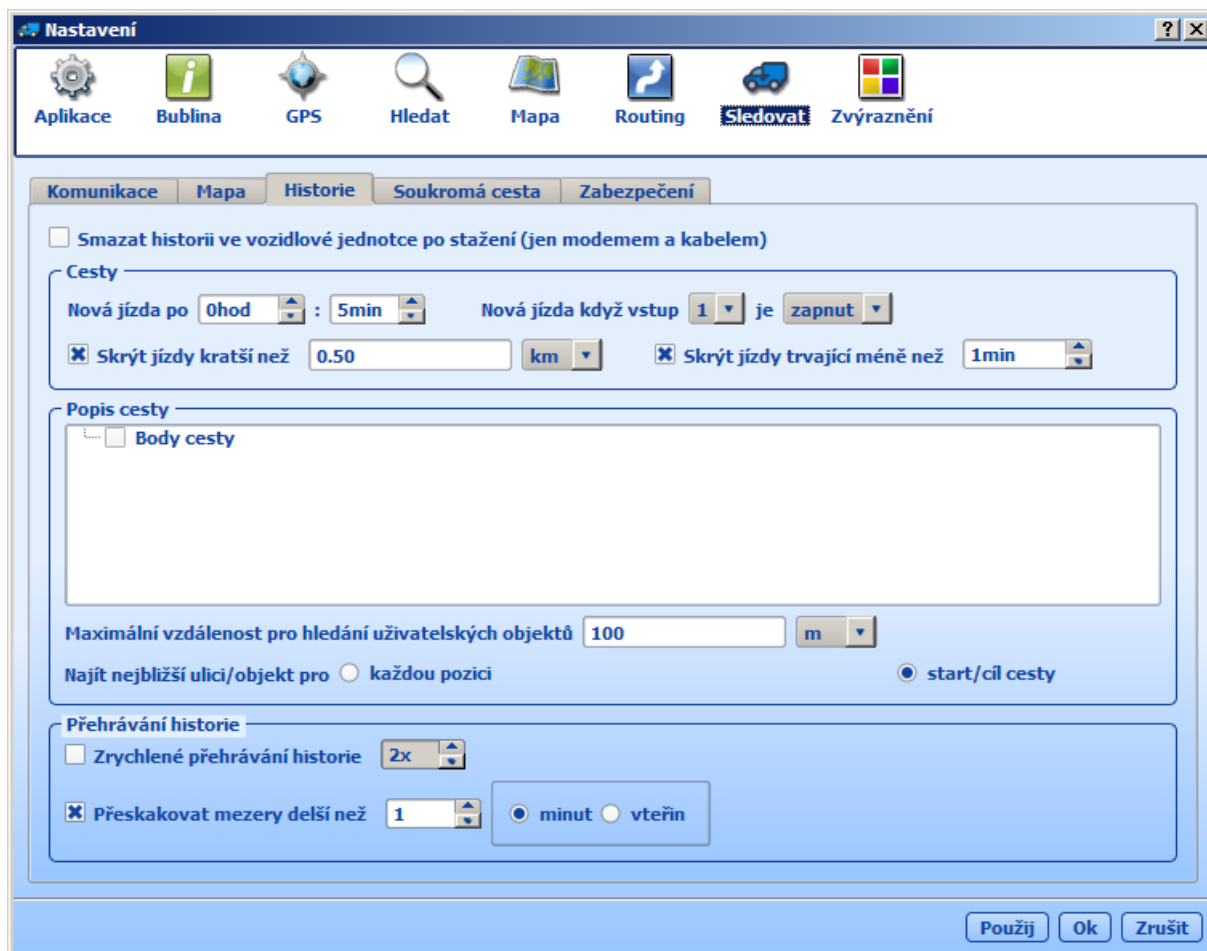 Nastavení
Aplikace Bublina GPS Hledat Mapa Routing Sledovat Zvýraznění
Komunikace Mapa Historie Soukromá cesta Zabezpečení
Smazat historii ve vozidlové jednotce po stažení (jen modemem a kabelem)
Cesty
Nová jízda po 0hod : 5min Nová jízda když vstup 1 je zapnut
Skrýt jízdy kratší než 0.50 km Skrýt jízdy trvající méně než 1min
Popis cesty
Body cesty
Maximální vzdálenost pro hledání uživatelských objektů 100 m
Najít nejbližší ulici/objekt pro každou pozici start/cíl cesty
Přehrávání historie
Zrychlené přehrávání historie 2x
Přeskakovat mezery delší než 1 minut vteřin
Použij Ok Zrušit